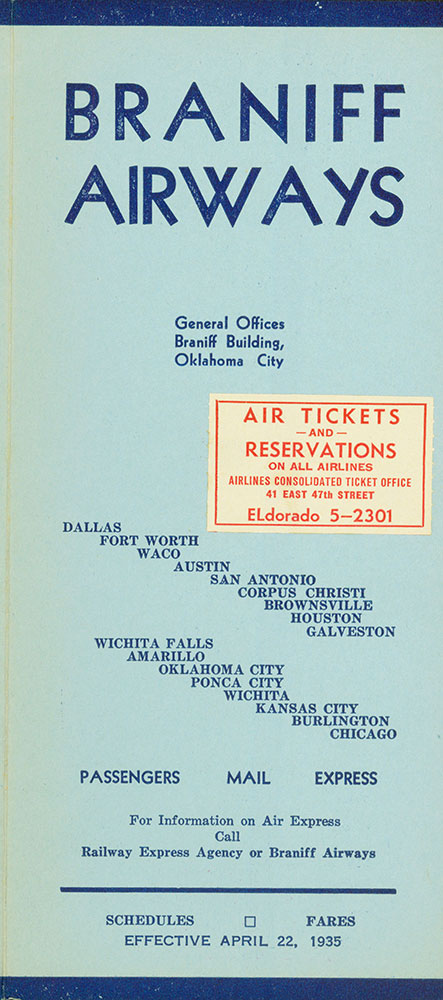 BRANIFF
AIRWAYS
General Offices
Braniff Building,
Oklahoma City
AIR TICKETS
—AND—
RESERVATIONS
ON ALL AIRLINES
AIRLINES CONSOLIDATED TICKET OFFICE
41 EAST 47th STREET
ELdorado 5—2301
DALLAS
FORT WORTH
WACO
AUSTIN
SAN ANTONIO
CORPUS CHRISTI
BROWNSVILLE
HOUSTON
GALVESTON
WICHITA FALLS
AMARILLO
OKLAHOMA CITY
PONCA CITY
WICHITA
KANSAS CITY
BURLINGTON
CHICAGO
PASSENGERS MAIL EXPRESS
For Information on Air Express
Call
Railway Express Agency or Braniff Airways
SCHEDULES □ FARES
EFFECTIVE APRIL 22, 1935